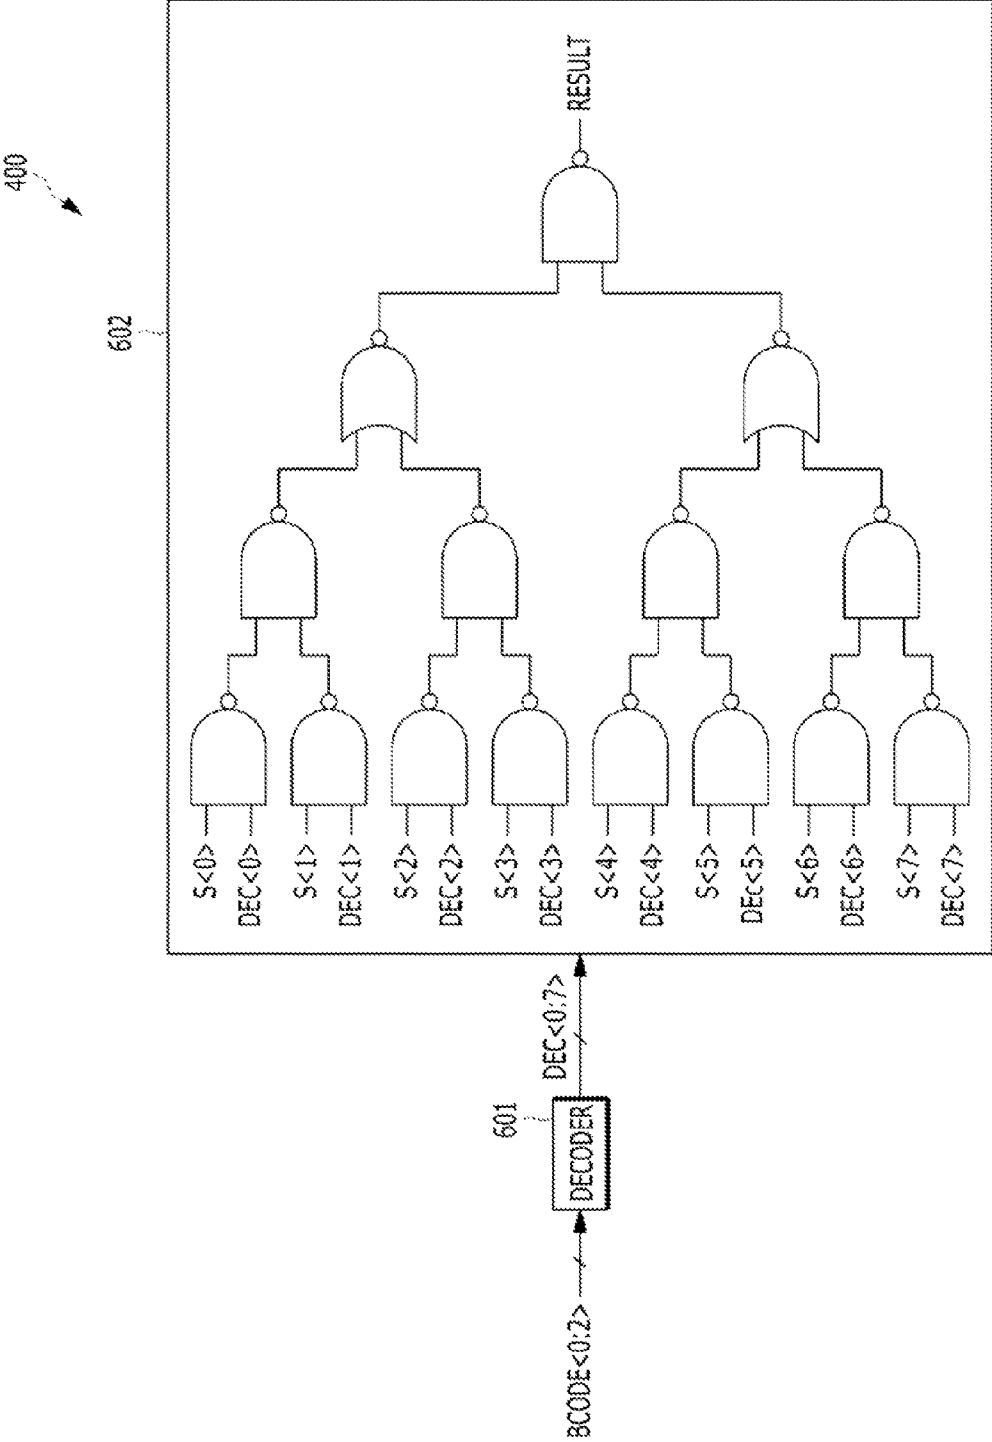 400
602
BCODE<0:2>
601
DECODER
DEC<0:7>
S<0>
DEC<0>
S<1>
DEC<1>
S<2>
DEC<2>
S<3>
DEC<3>
S<4>
DEC<4>
S<5>
DEC<5>
S<6>
DEC<6>
S<7>
DEC<7>
RESULT